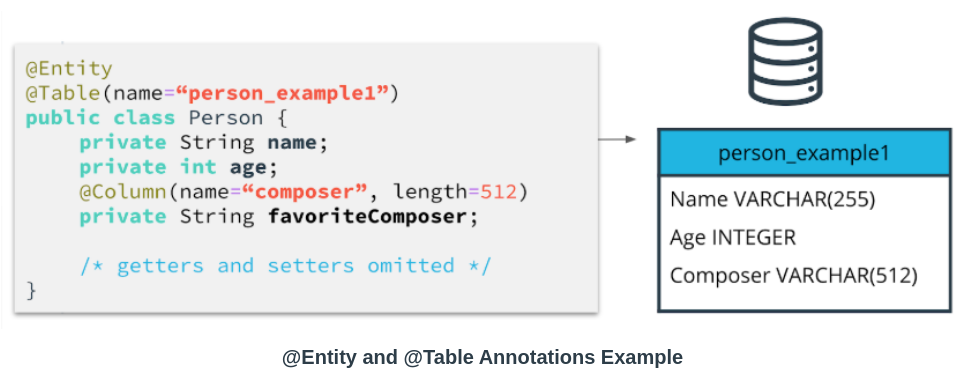 @Entity
@Table(name=“person_example1”)
public class Person {
private String name;
private int age;
@Column(name=“composer”, length=512)
private String favoriteComposer;
/* getters and setters omitted */
}
person_example1
Name VARCHAR(255)
Age INTEGER
Composer VARCHAR(512)
@Entity and @Table Annotations Example